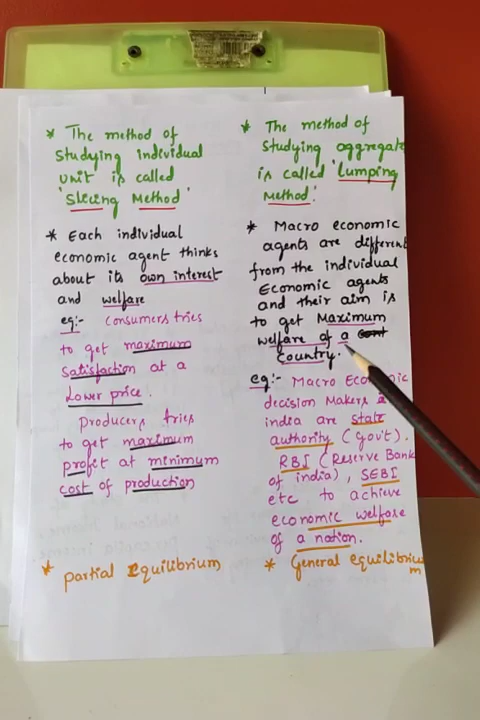 * The method of
studying individual
unit is called
'Slicing Method'
* Each individual
economic agent thinks
about its own interest
and welfare
eg:- Consumers tries
to get maximum
satisfaction at a
lower price.
Producers tries
to get maximum
profit at minimum
cost of production
* Partial Equilibrium
* The method of
studying aggregate
is called 'Lumping
Method'.
* Macro economic
agents are different
from the individual
Economic agents
and their aim is
to get Maximum
welfare of a
Country.
eg:- Macro Economic
decision Makers
india are state
authority (Govt).
RBI (Reserve Bank
of india), SEBI
etc to achieve
economic welfare
of a nation.
* General equilibrium